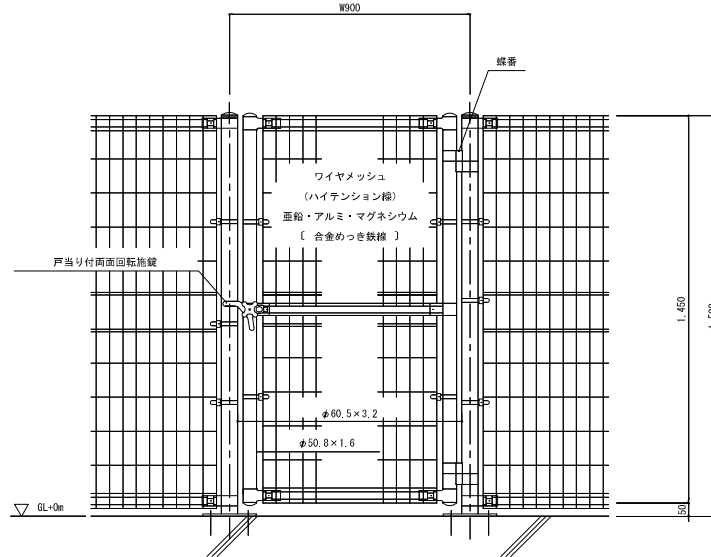 W900
蝶番
ワイヤメッシュ
(ハイテンション線)
亜鉛・アルミ・マグネシウム
[ 合金めっき鉄線 ]
戸当り付両面回転施錠
1,450
φ60.5×3.2
φ50.8×1.6
GL+0m
50